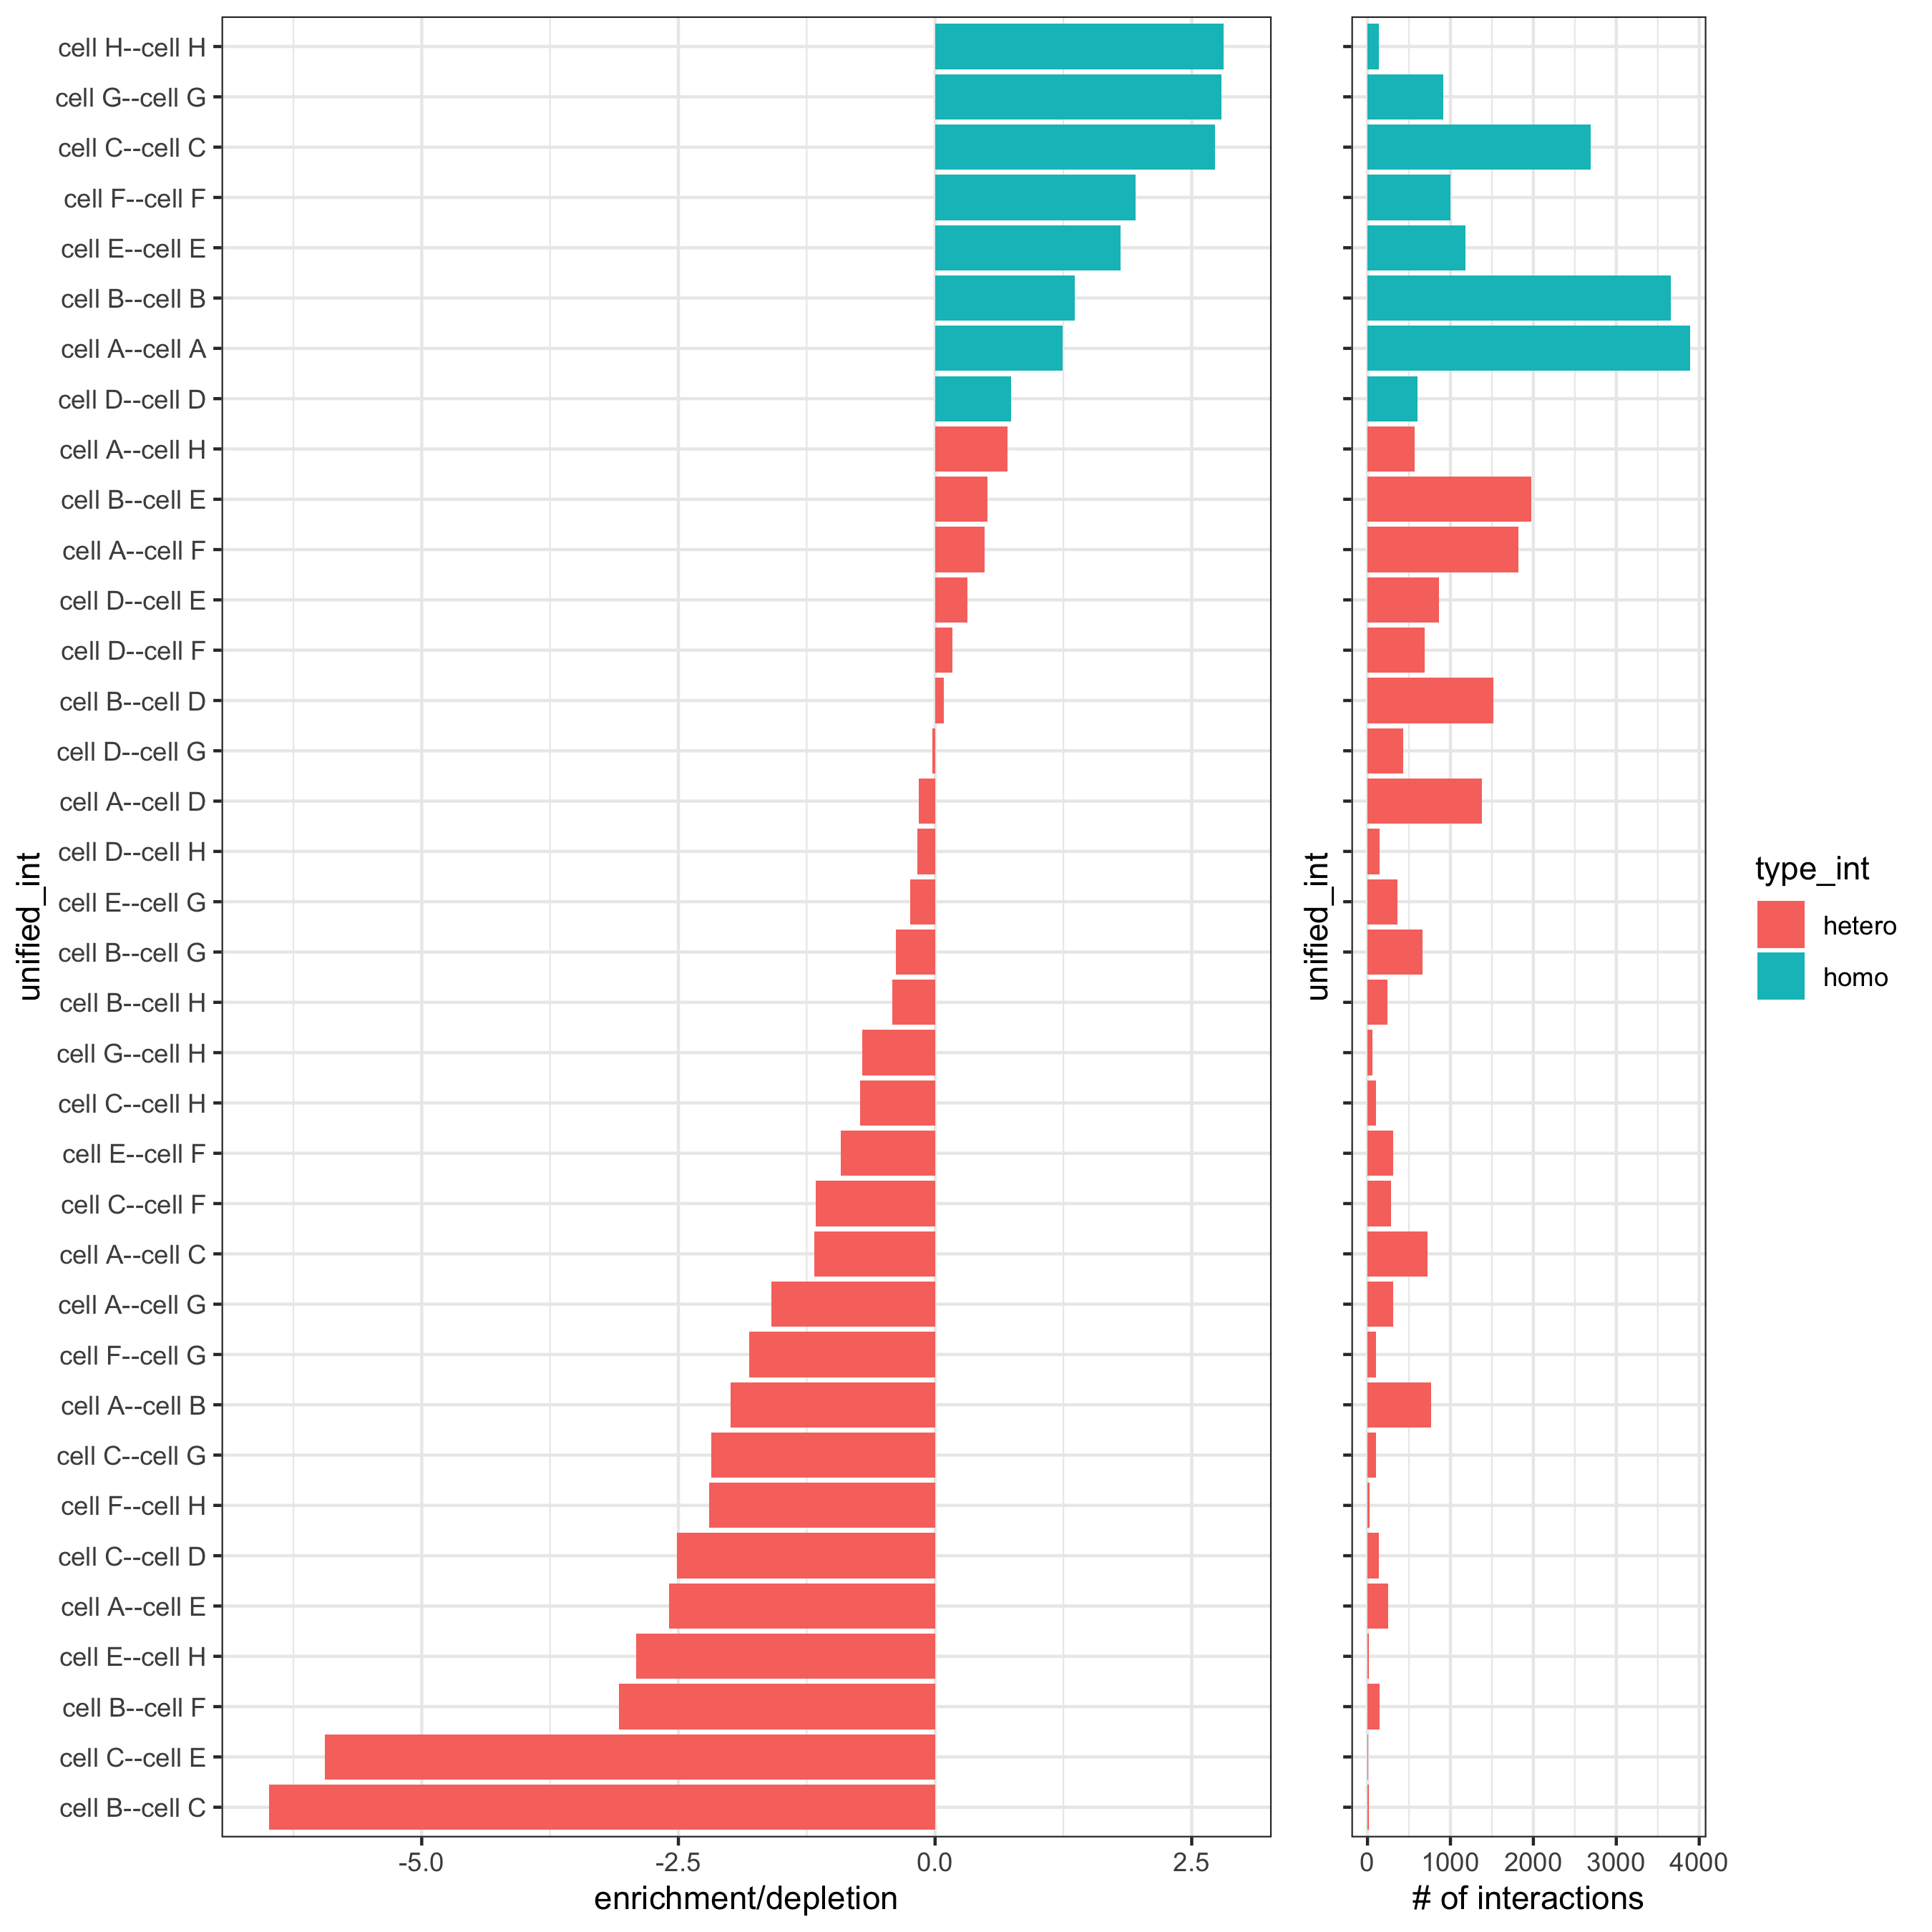 unified_int
cell H--cell H
cell G--cell G
cell C--cell C
cell F--cell F
cell E--cell E
cell B--cell B
cell A--cell A
cell D--cell D
cell A--cell H
cell B--cell E
cell A--cell F
cell D--cell E
cell D--cell F
cell B--cell D
cell D--cell G
cell A--cell D
cell D--cell H
cell E--cell G
cell B--cell G
cell B--cell H
cell G--cell H
cell C--cell H
cell E--cell F
cell C--cell F
cell A--cell C
cell A--cell G
cell F--cell G
cell A--cell B
cell C--cell G
cell F--cell H
cell C--cell D
cell A--cell E
cell E--cell H
cell B--cell F
cell C--cell E
cell B--cell C
-5.0 -2.5 0.0 2.5
enrichment/depletion
unified_int
0 1000 2000 3000 4000
# of interactions
type_int
hetero
homo